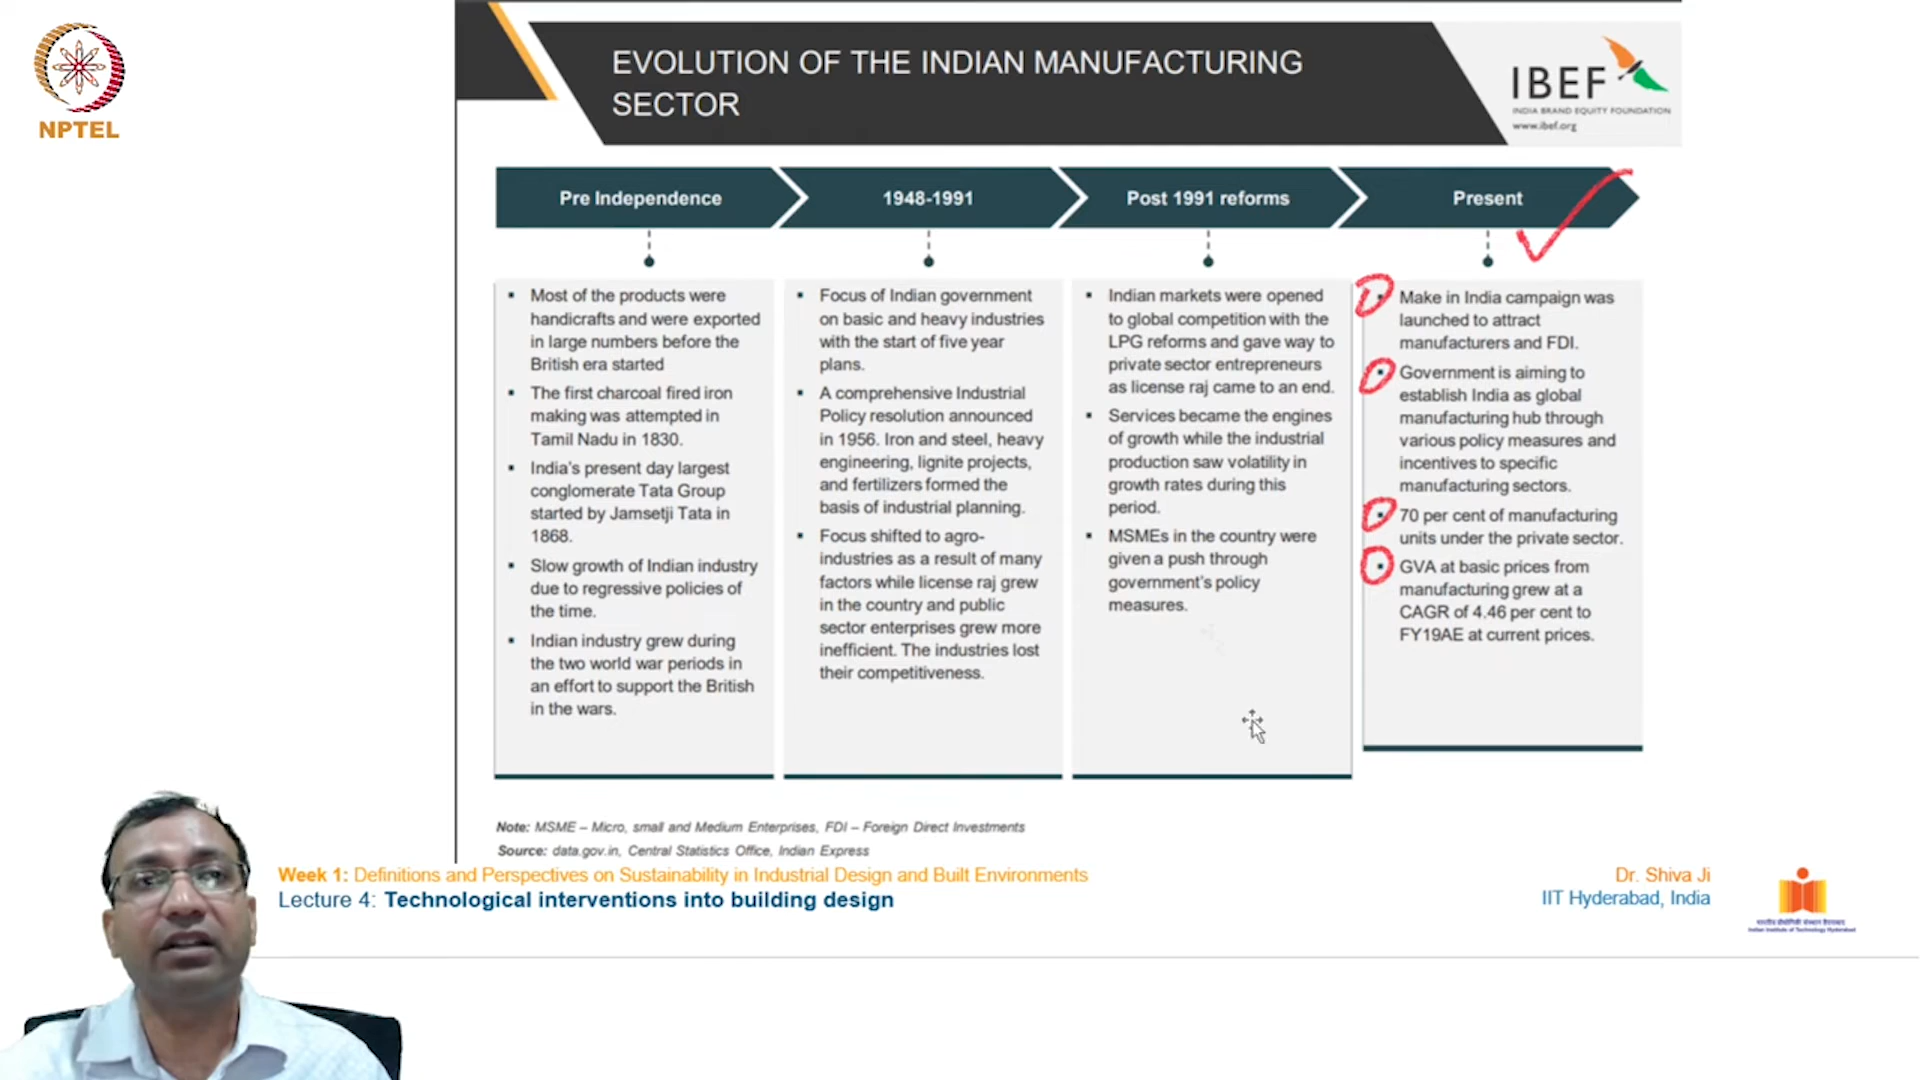 NPTEL
EVOLUTION OF THE INDIAN MANUFACTURING
SECTOR
IBEF
INDIA BRAND EQUITY FOUNDATION
www.ibef.org
Pre Independence
1948-1991
Post 1991 reforms
Present
Most of the products were
handicrafts and were exported
in large numbers before the
British era started
The first charcoal fired iron
making was attempted in
Tamil Nadu in 1830.
India's present day largest
conglomerate Tata Group
started by Jamsetji Tata in
1868.
Slow growth of Indian industry
due to regressive policies of
the time.
Indian industry grew during
the two world war periods in
an effort to support the British
in the wars.
Focus of Indian government
on basic and heavy industries
with the start of five year
plans.
A comprehensive Industrial
Policy resolution announced
in 1956. Iron and steel, heavy
engineering, lignite projects,
and fertilizers formed the
basis of industrial planning.
Focus shifted to agro-
industries as a result of many
factors while license raj grew
in the country and public
sector enterprises grew more
inefficient. The industries lost
their competitiveness.
Indian markets were opened
to global competition with the
LPG reforms and gave way to
private sector entrepreneurs
as license raj came to an end.
Services became the engines
of growth while the industrial
production saw volatility in
growth rates during this
period.
MSMEs in the country were
given a push through
government's policy
measures.
Make in India campaign was
launched to attract
manufacturers and FDI.
Government is aiming to
establish India as global
manufacturing hub through
various policy measures and
incentives to specific
manufacturing sectors.
70 per cent of manufacturing
units under the private sector.
GVA at basic prices from
manufacturing grew at a
CAGR of 4.46 per cent to
FY19AE at current prices.
Note: MSME – Micro, small and Medium Enterprises, FDI – Foreign Direct Investments
Source: data.gov.in, Central Statistics Office, Indian Express
Week 1: Definitions and Perspectives on Sustainability in Industrial Design and Built Environments
Lecture 4: Technological interventions into building design
Dr. Shiva Ji
IIT Hyderabad, India
भारतीय प्रौद्योगिकी संस्थान हैदराबाद
Indian Institute of Technology Hyderabad